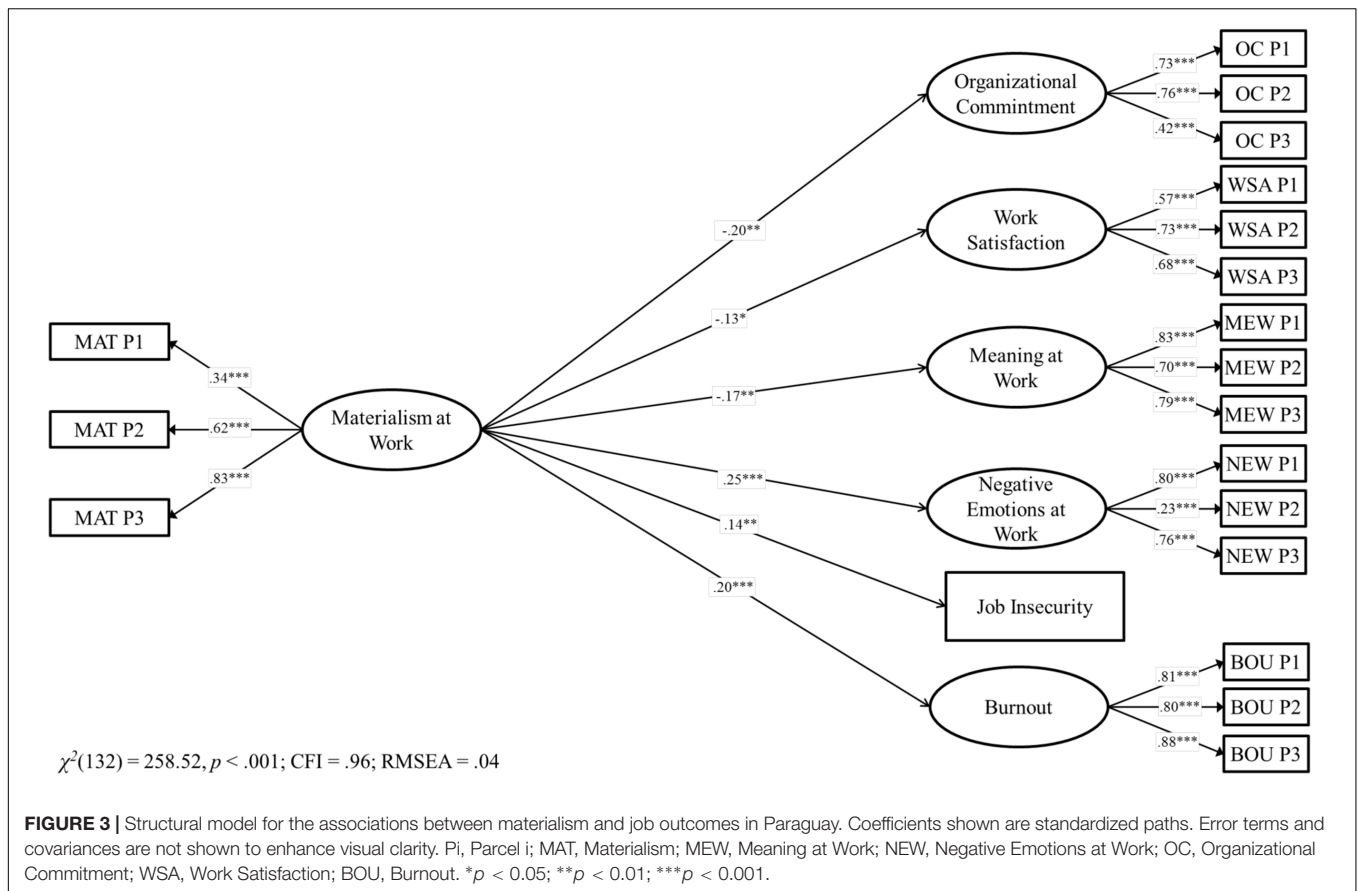 OC P1
.73***
Organizational
Commintment
.76***
OC P2
.42***
OC P3
-.20**
WSA P1
.57***
Work
Satisfaction
.73***
WSA P2
.68***
WSA P3
-.13*
MEW P1
.83***
MAT P1
Meaning at
Work
.70***
MEW P2
.34***
-.17**
.79***
MEW P3
MAT P2
.62***
Materialism at
Work
NEW P1
.25***
.80***
.83***
Negative
Emotions at
Work
.23***
NEW P2
MAT P3
.14**
.76***
NEW P3
.20***
Job Insecurity
BOU P1
.81***
Burnout
.80***
BOU P2
.88***
BOU P3
χ²(132) = 258.52, p < .001; CFI = .96; RMSEA = .04
FIGURE 3 | Structural model for the associations between materialism and job outcomes in Paraguay. Coefficients shown are standardized paths. Error terms and
covariances are not shown to enhance visual clarity. Pi, Parcel i; MAT, Materialism; MEW, Meaning at Work; NEW, Negative Emotions at Work; OC, Organizational
Commitment; WSA, Work Satisfaction; BOU, Burnout. *p < 0.05; **p < 0.01; ***p < 0.001.